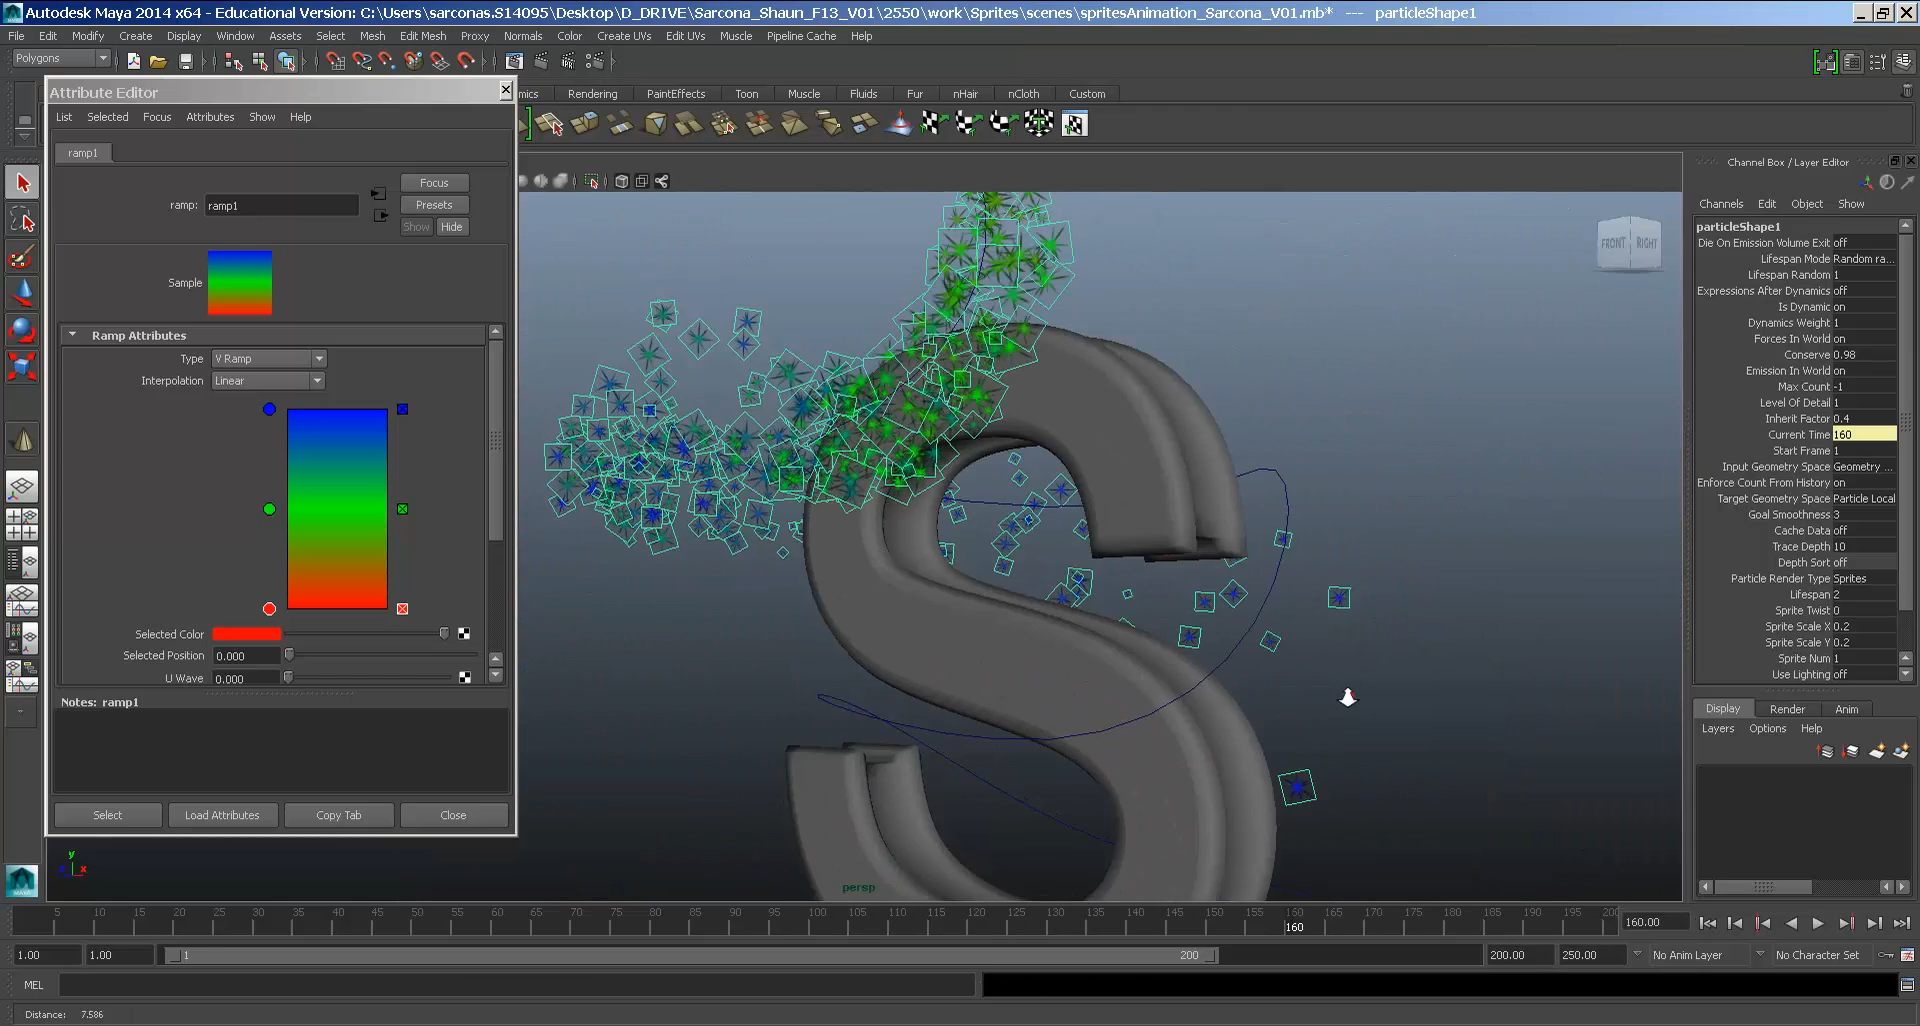 Autodesk Maya 2014 x64 - Educational Version: C:\Users\sarconas.S14095\Desktop\D_DRIVE\Sarcona_Shaun_F13_V01\2550\work\Sprites\scenes\spritesAnimation_Sarcona_V01.mb* --- particleShape1
File Edit Modify Create Display Window Assets Select Mesh Edit Mesh Proxy Normals Color Create UVs Edit UVs Muscle Pipeline Cache Help
Polygons
Attribute Editor
mics Rendering PaintEffects Toon Muscle Fluids Fur nHair nCloth Custom
List Selected Focus Attributes Show Help
ramp1
ramp: ramp1
Focus
Presets
Show Hide
Sample
Ramp Attributes
Type V Ramp
Interpolation Linear
Selected Color
Selected Position 0.000
U Wave 0.000
Notes: ramp1
Select Load Attributes Copy Tab Close
FRONT RIGHT
persp
y
x
Channel Box / Layer Editor
Channels Edit Object Show
particleShape1
Die On Emission Volume Exit off
Lifespan Mode Random ra...
Lifespan Random 1
Expressions After Dynamics off
Is Dynamic on
Dynamics Weight 1
Forces In World on
Conserve 0.98
Emission In World on
Max Count -1
Level Of Detail 1
Inherit Factor 0.4
Current Time 160
Start Frame 1
Input Geometry Space Geometry ...
Enforce Count From History on
Target Geometry Space Particle Local
Goal Smoothness 3
Cache Data off
Trace Depth 10
Depth Sort off
Particle Render Type Sprites
Lifespan 2
Sprite Twist 0
Sprite Scale X 0.2
Sprite Scale Y 0.2
Sprite Num 1
Use Lighting off
Display Render Anim
Layers Options Help
5 10 15 20 25 30 35 40 45 50 55 60 65 70 75 80 85 90 95 100 105 110 115 120 125 130 135 140 145 150 155 160 165 170 175 180 185 190 195 200
160
160.00
1.00 1.00 1 200 200.00 250.00 No Anim Layer No Character Set
MEL
Distance: 7.586